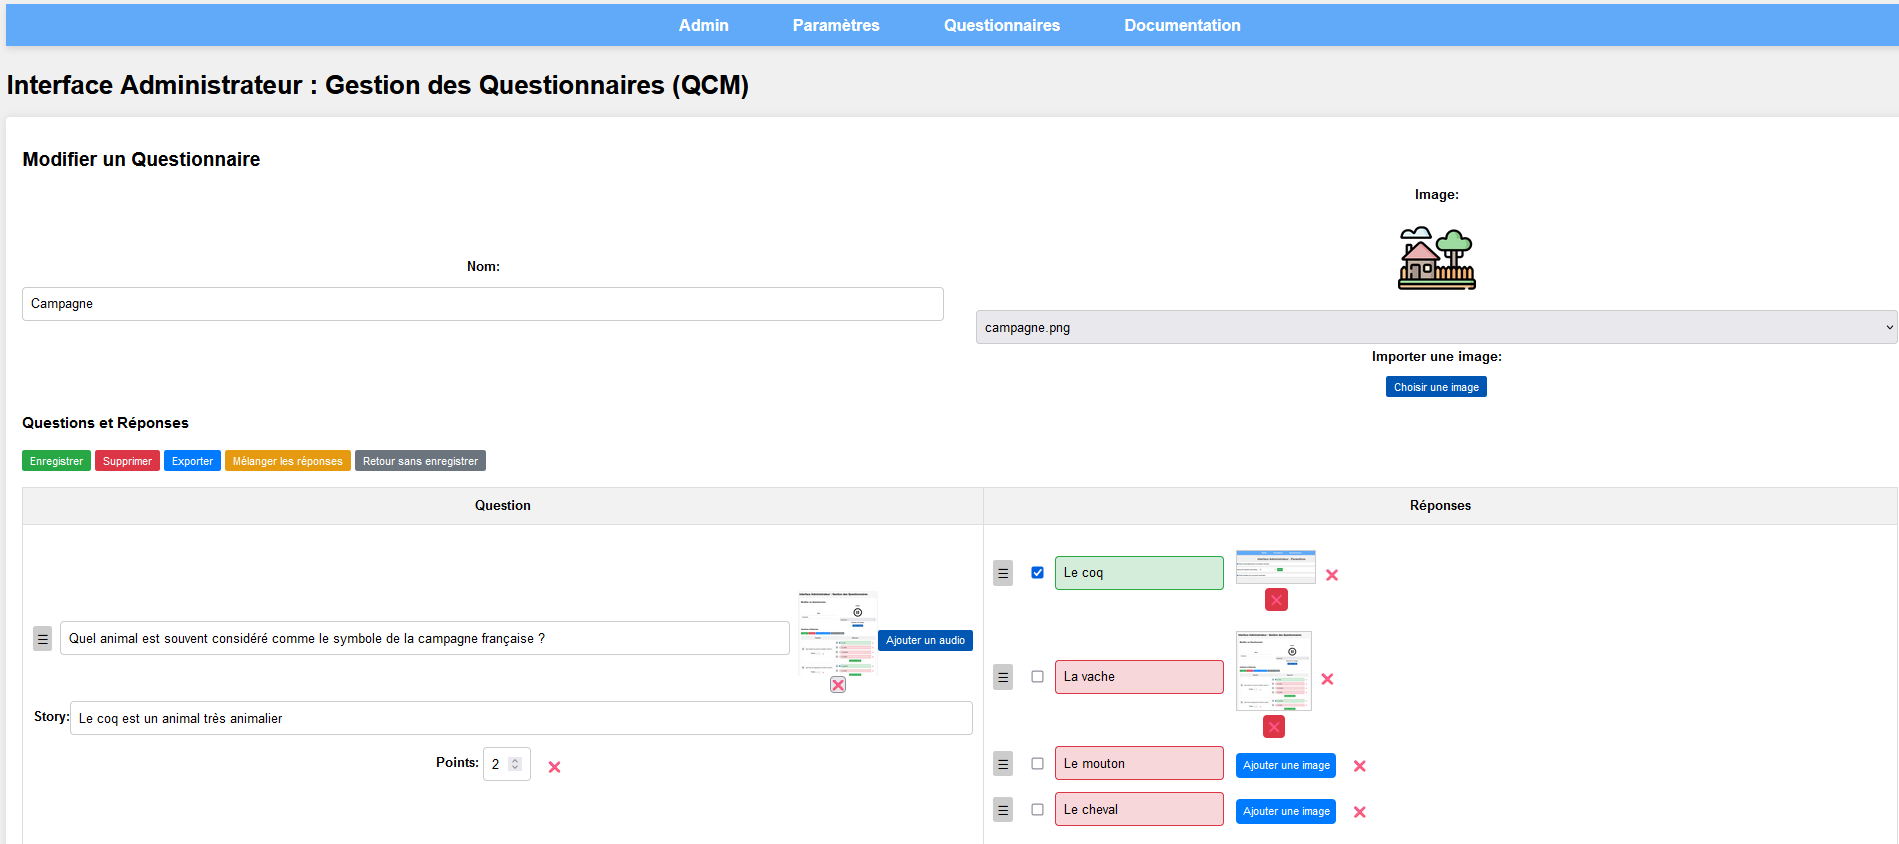 Admin Paramètres Questionnaires Documentation
Interface Administrateur : Gestion des Questionnaires (QCM)
Modifier un Questionnaire
Image:
Nom:
Campagne
campagne.png
Importer une image:
Choisir une image
Questions et Réponses
Enregistrer Supprimer Exporter Mélanger les réponses Retour sans enregistrer
Question Réponses
Le coq
Quel animal est souvent considéré comme le symbole de la campagne française ? Ajouter un audio
La vache
Story: Le coq est un animal très animalier
Points: 2
Le mouton Ajouter une image
Le cheval Ajouter une image